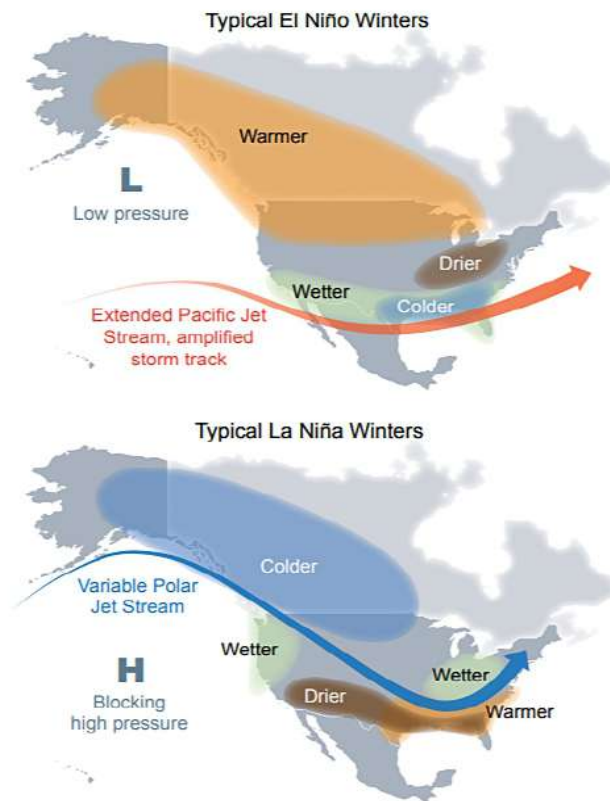 Typical El Niño Winters
Warmer
L
Low pressure
Drier
Wetter
Colder
Extended Pacific Jet
Stream, amplified
storm track
Typical La Niña Winters
Colder
Variable Polar
Jet Stream
Wetter
H
Blocking
high pressure
Drier
Wetter
Warmer